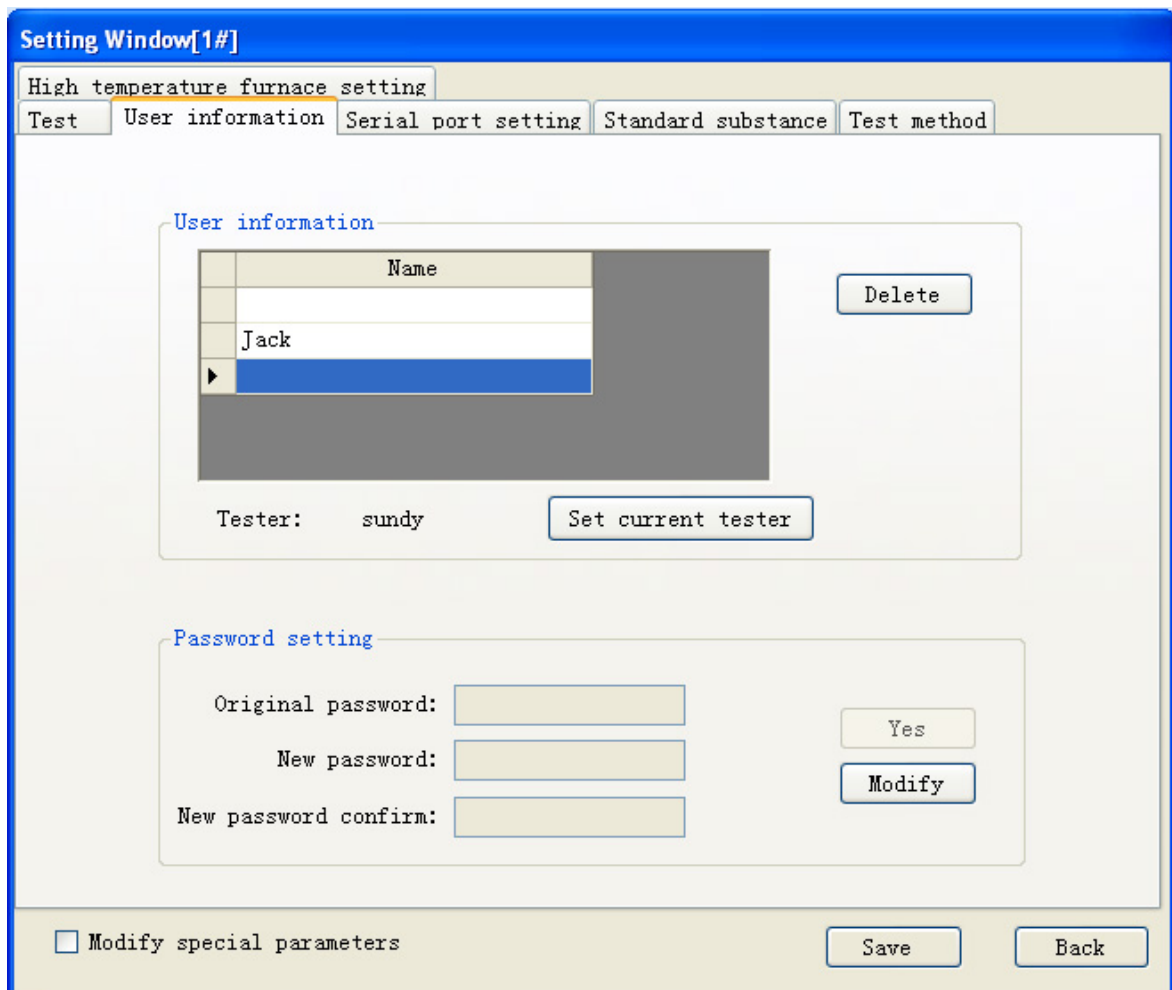 Setting Window[1#]
High temperature furnace setting
Test
User information
Serial port setting
Standard substance
Test method
User information
Name
Delete
Jack
Tester: sundy
Set current tester
Password setting
Original password:
Yes
New password:
Modify
New password confirm:
Modify special parameters
Save
Back